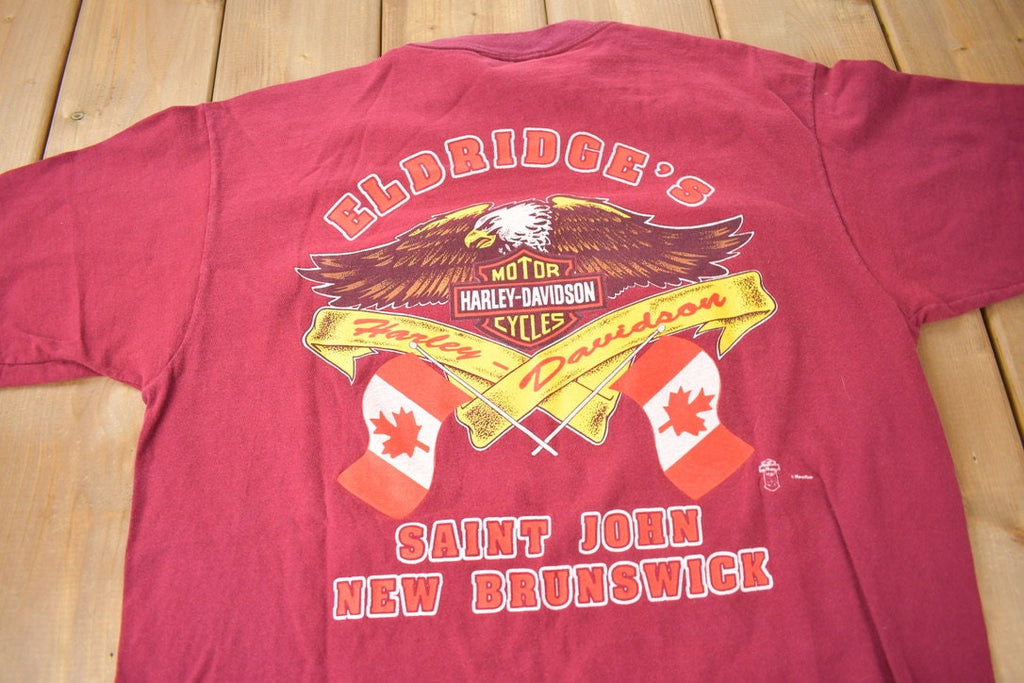 ELDRIDGE'S
MOTOR
HARLEY-DAVIDSON
CYCLES
Harley - Davidson
SAINT JOHN
NEW BRUNSWICK